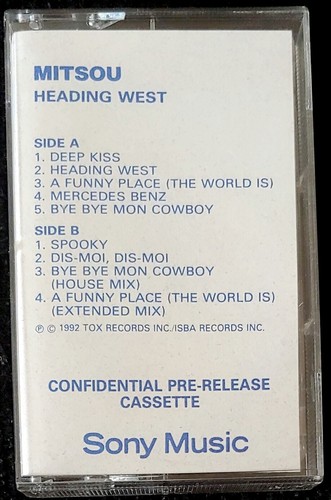 MITSOU
HEADING WEST
SIDE A
1. DEEP KISS
2. HEADING WEST
3. A FUNNY PLACE (THE WORLD IS)
4. MERCEDES BENZ
5. BYE BYE MON COWBOY
SIDE B
1. SPOOKY
2. DIS-MOI, DIS-MOI
3. BYE BYE MON COWBOY
(HOUSE MIX)
4. A FUNNY PLACE (THE WORLD IS)
(EXTENDED MIX)
℗ © 1992 TOX RECORDS INC./ISBA RECORDS INC.
CONFIDENTIAL PRE-RELEASE
CASSETTE
Sony Music